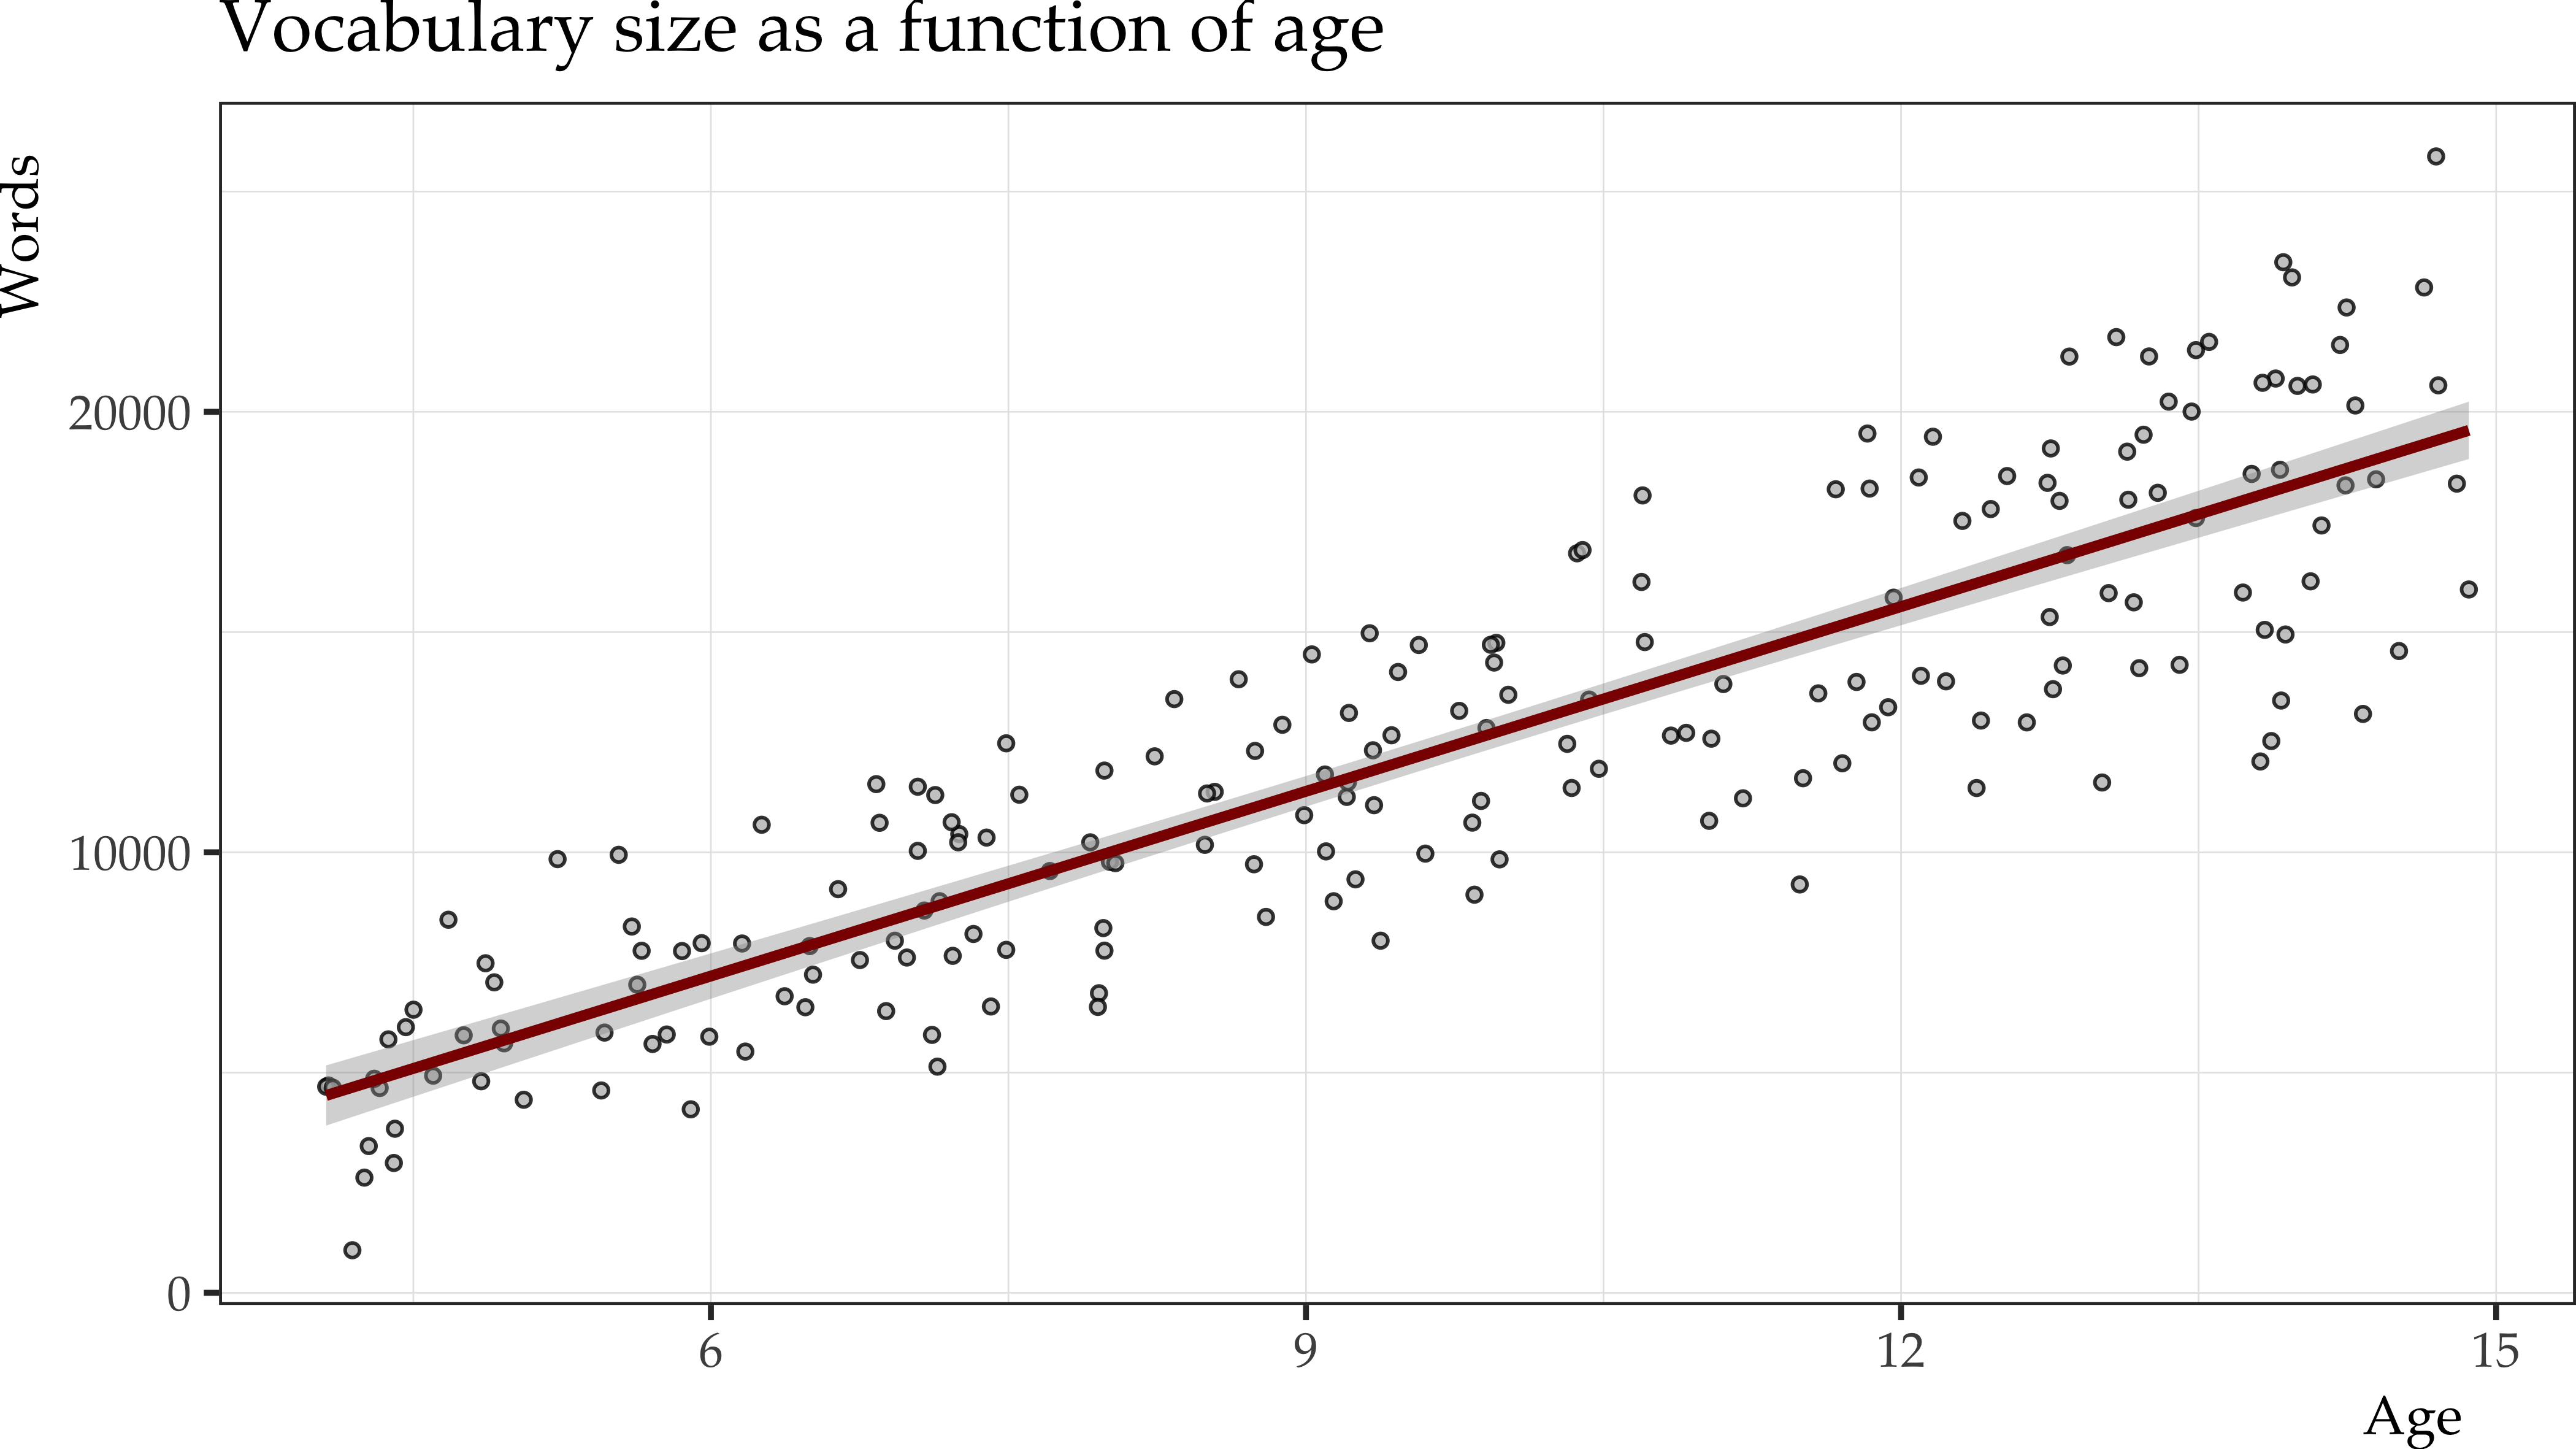 Vocabulary size as a function of age
Words
20000
10000
0
6
9
12
15
Age